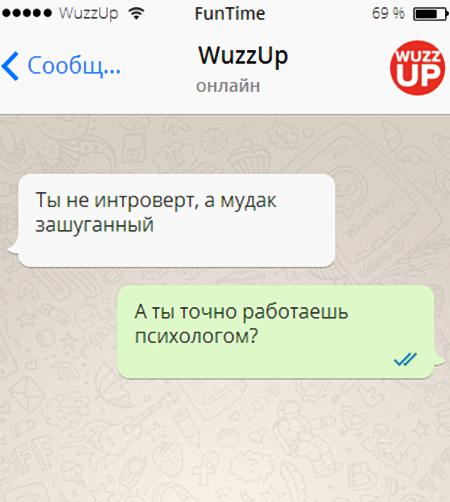 WuzzUp FunTime 69 %
Сообщ... WuzzUp
онлайн
WUZZ
UP
Ты не интроверт, а мудак
зашуганный
А ты точно работаешь
психологом?